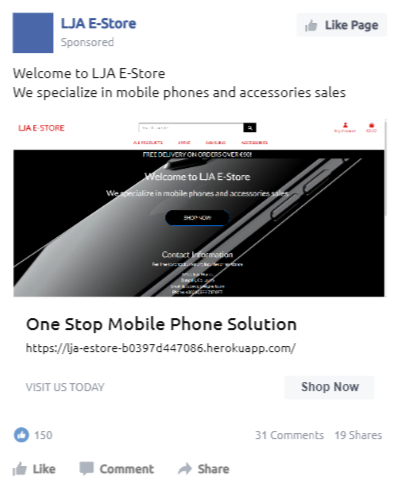 LJA E-Store
Like Page
Sponsored
Welcome to LJA E-Store
We specialize in mobile phones and accessories sales
LJA E-STORE
ALL PRODUCTS
ACCESSORIES
FREE DELIVERY ON ORDERS OVER €50!
Welcome to LJA E-Store
We specialize in mobile phones and accessories sales
SHOP NOW
Contact Information
One Stop Mobile Phone Solution
https://lja-estore-b0397d447086.herokuapp.com/
VISIT US TODAY
Shop Now
150
31 Comments
19 Shares
Like
Comment
Share